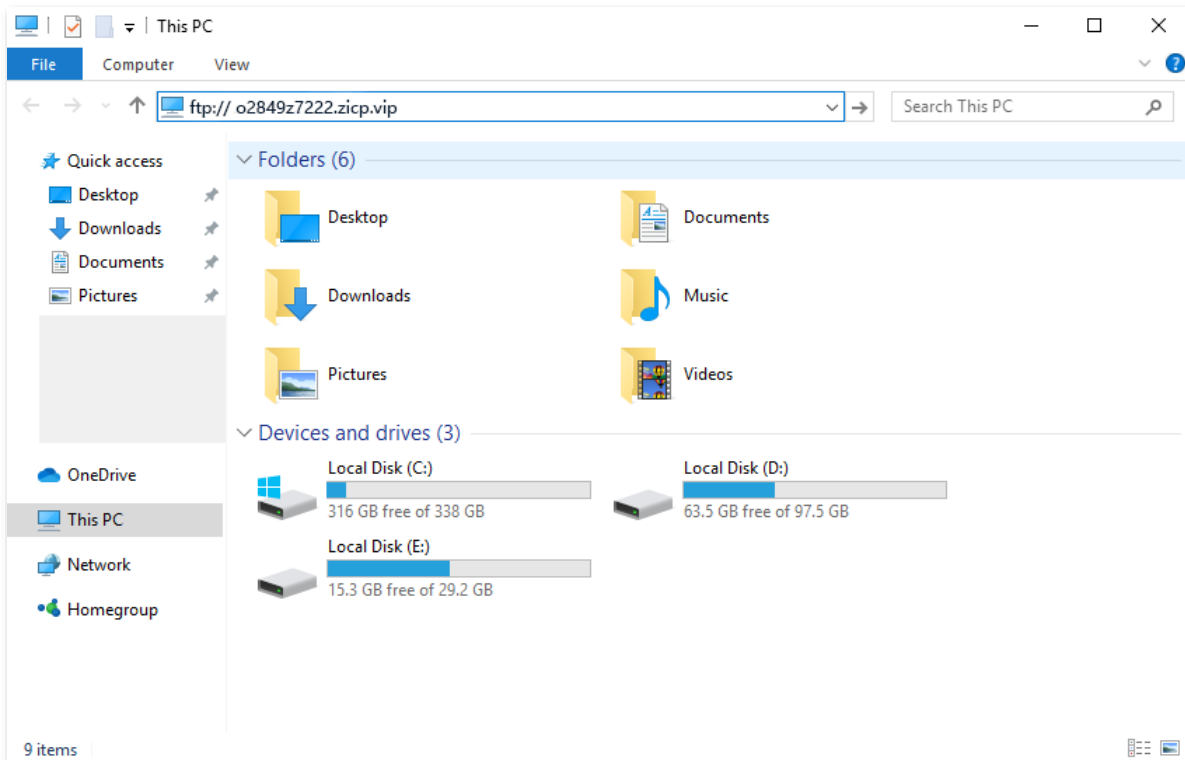 This PC
File Computer View
ftp:// o2849z7222.zicp.vip
Search This PC
Quick access
Desktop
Downloads
Documents
Pictures
OneDrive
This PC
Network
Homegroup
Folders (6)
Desktop
Documents
Downloads
Music
Pictures
Videos
Devices and drives (3)
Local Disk (C:)
316 GB free of 338 GB
Local Disk (D:)
63.5 GB free of 97.5 GB
Local Disk (E:)
15.3 GB free of 29.2 GB
9 items